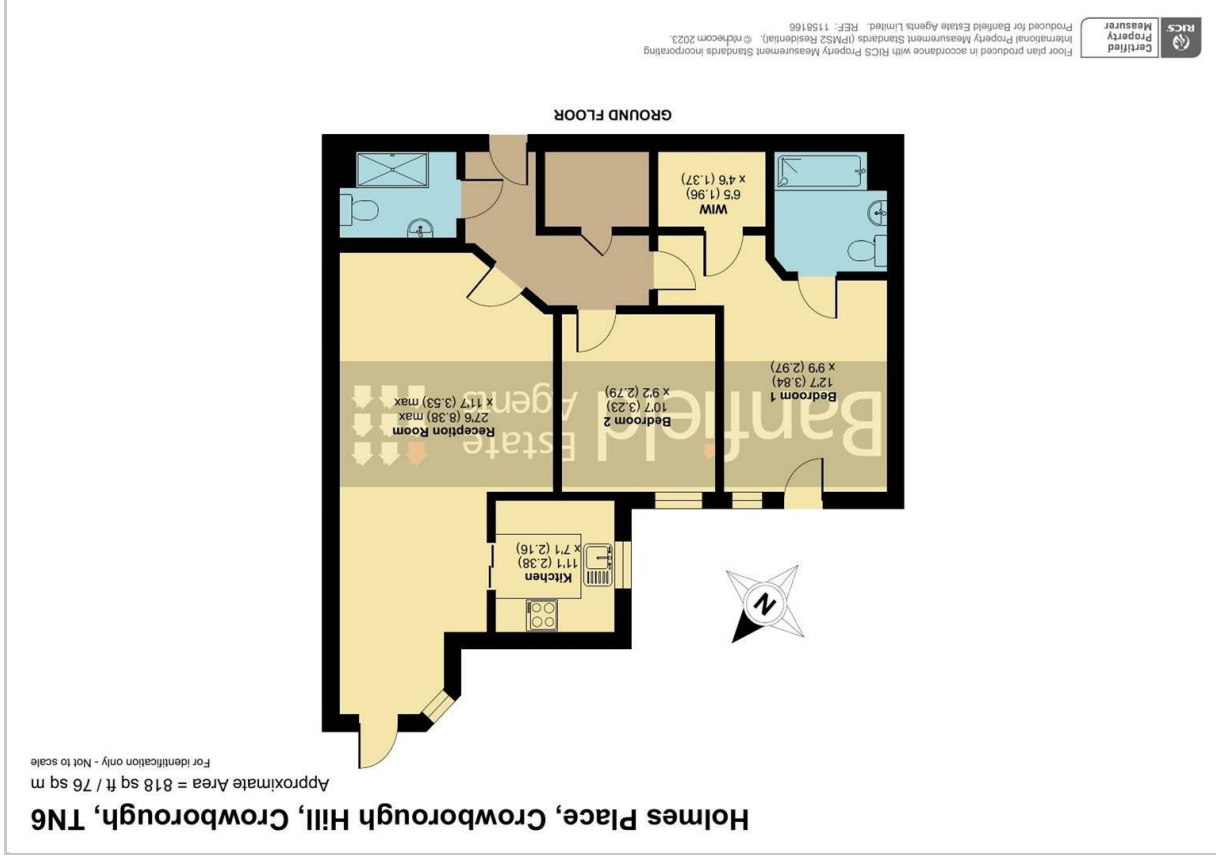 Holmes Place, Crowborough Hill, Crowborough, TN6
Approximate Area = 818 sq ft / 76 sq m
For identification only - Not to scale
N
Kitchen
11'1 (2.38)
x 7'1 (2.16)
Reception Room
27'6 (8.38) max
x 11'7 (3.53) max
Bedroom 2
10'7 (3.23)
x 9'2 (2.79)
Bedroom 1
12'7 (3.84)
x 9'9 (2.97)
Banfield
Estate
Agents
WIW
6'5 (1.96)
x 4'6 (1.37)
GROUND FLOOR
RICS
Certified
Property
Measurer
Floor plan produced in accordance with RICS Property Measurement Standards incorporating
International Property Measurement Standards (IPMS2 Residential). © nichecom 2023.
Produced for Banfield Estate Agents Limited. REF: 1158166